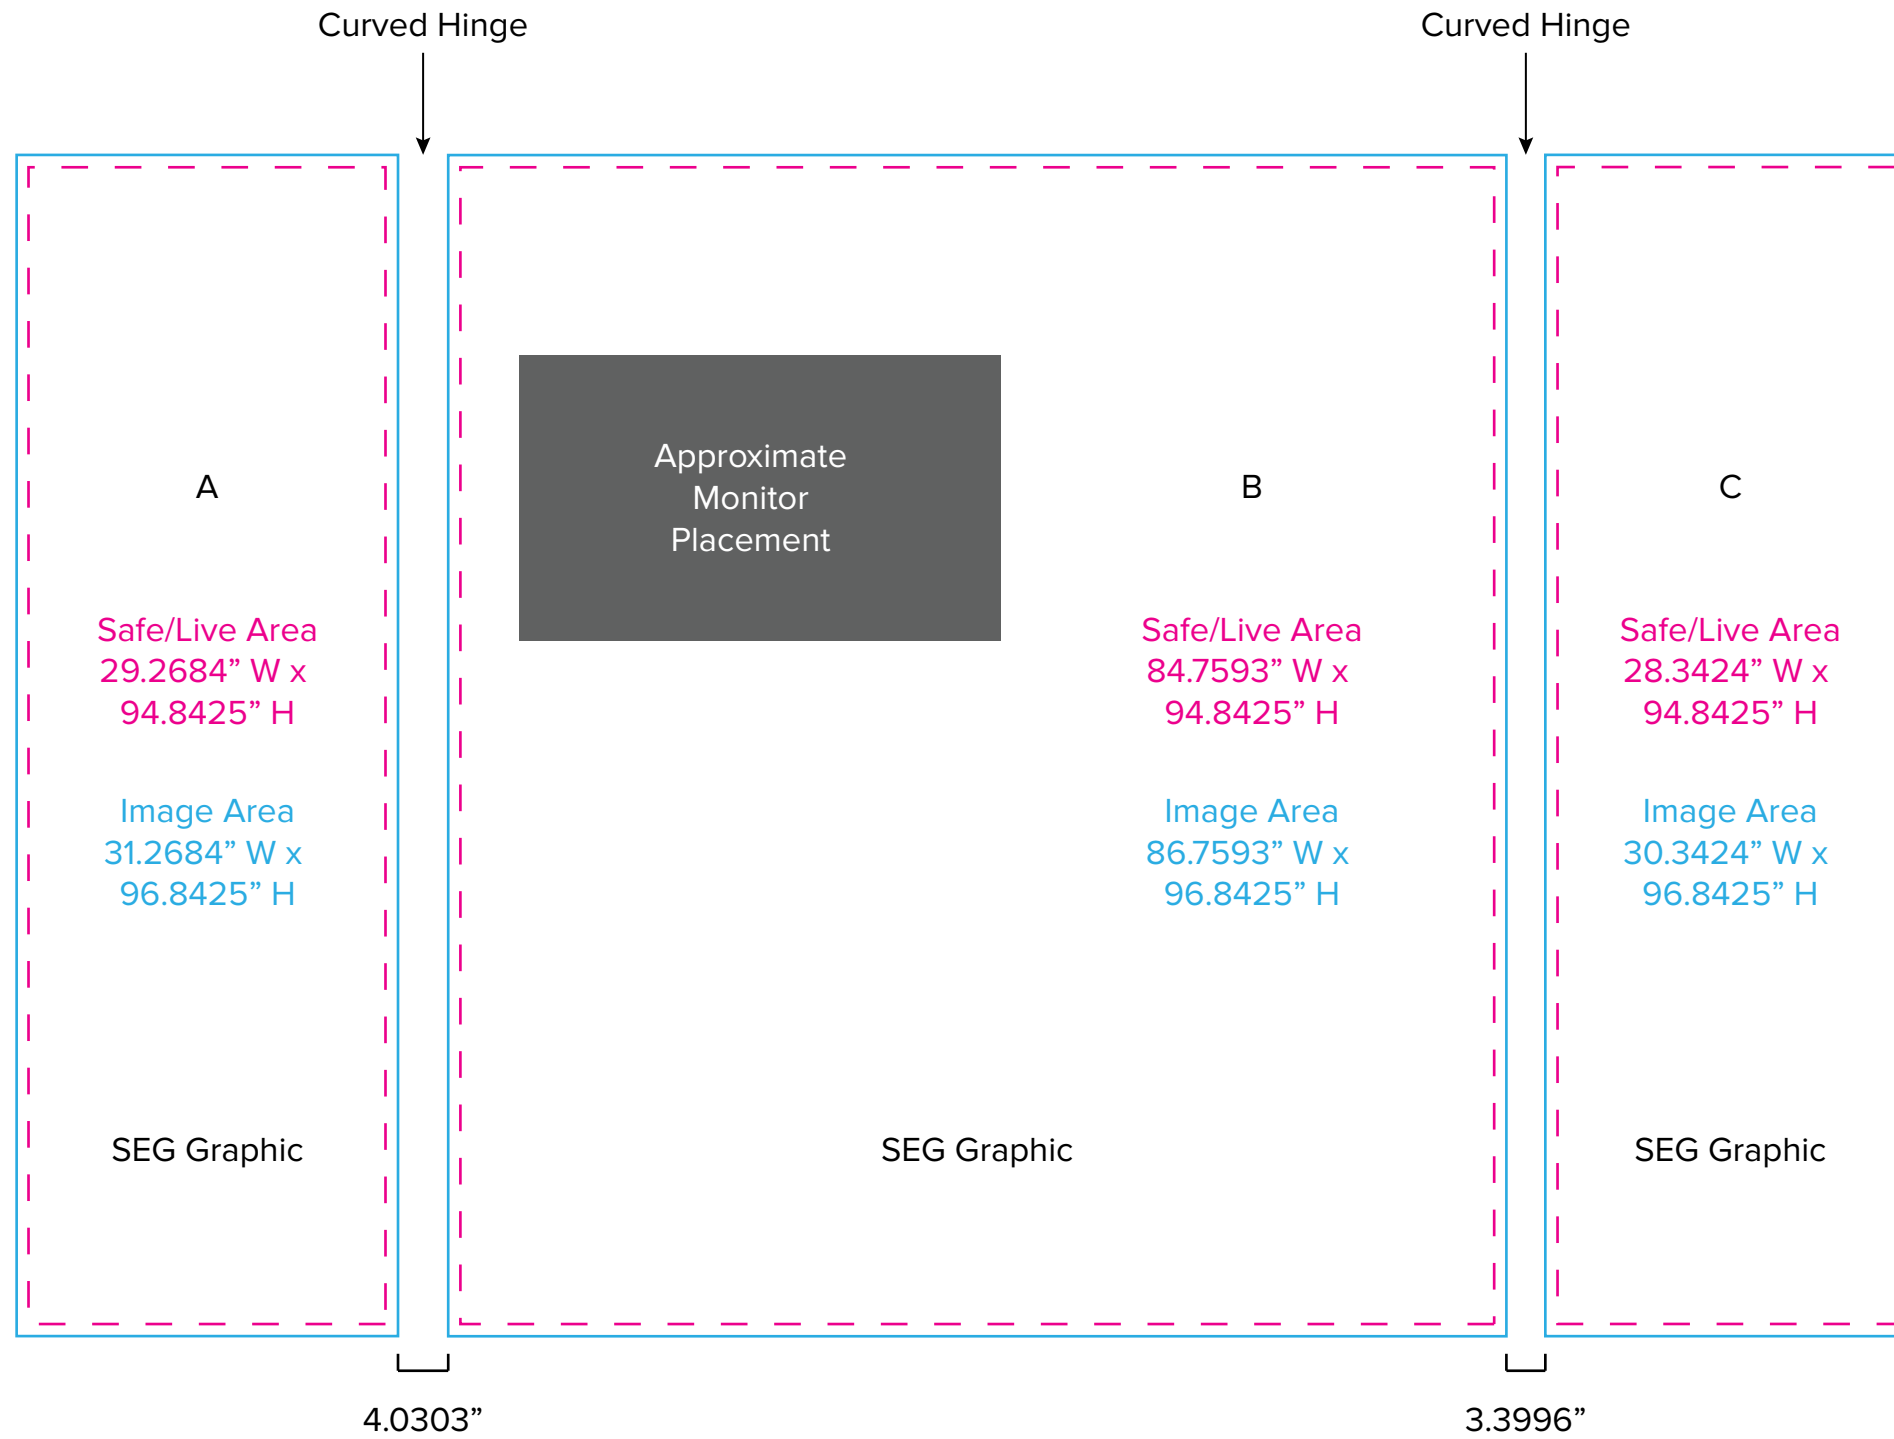 Curved Hinge
Curved Hinge
A
Approximate
Monitor
Placement
B
C
Safe/Live Area
29.2684” W x
94.8425” H
Safe/Live Area
84.7593” W x
94.8425” H
Safe/Live Area
28.3424” W x
94.8425” H
Image Area
31.2684” W x
96.8425” H
Image Area
86.7593” W x
96.8425” H
Image Area
30.3424” W x
96.8425” H
SEG Graphic
SEG Graphic
SEG Graphic
4.0303”
3.3996”